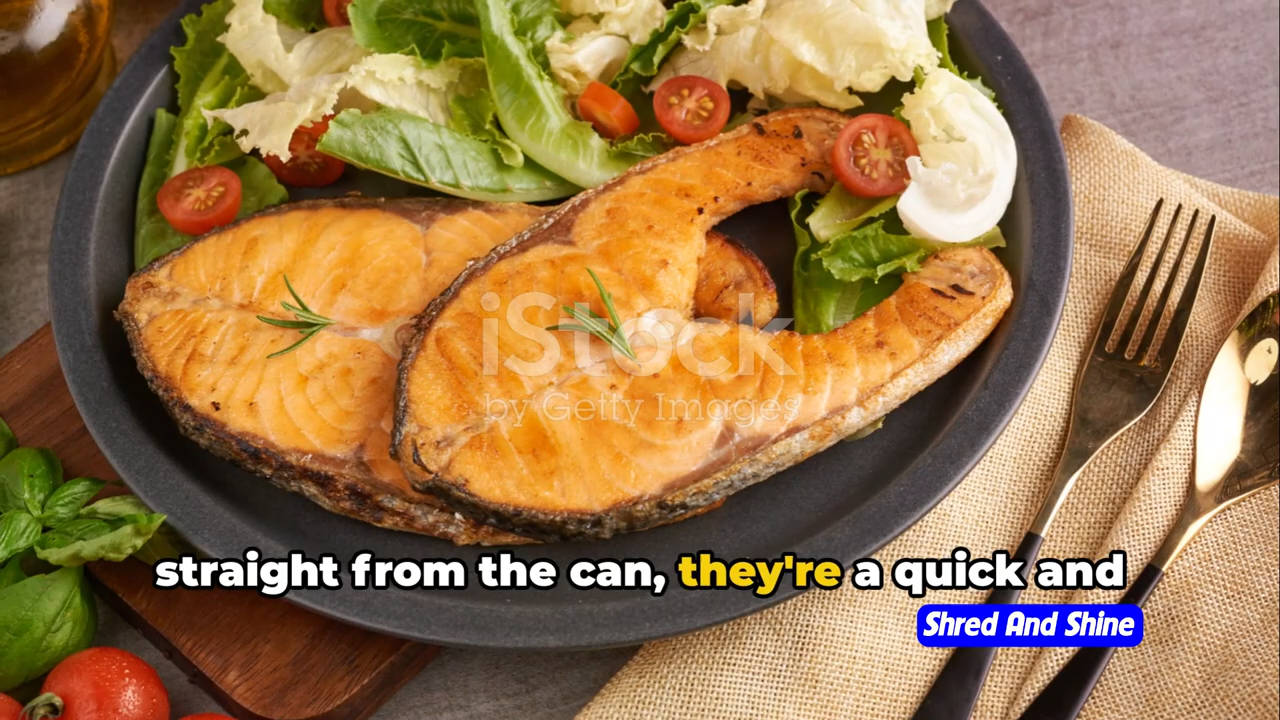 iStock
by Getty Images
straight from the can, they're a quick and
Shred And Shine